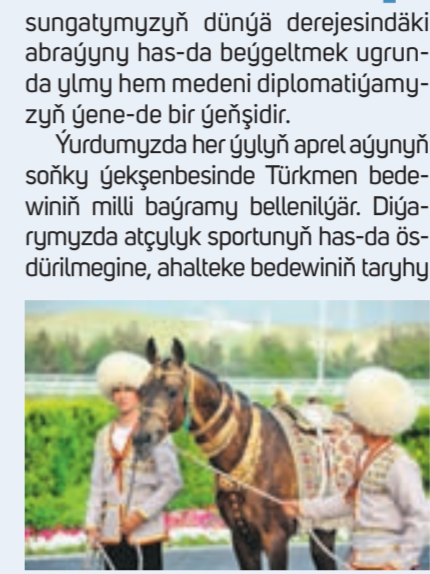 sungatymyzyň dünýä derejesindäki
abraýyny has-da beýgeltmek ugrun-
da ylmy hem medeni diplomatiýamy-
zyň ýene-de bir ýeňşidir.
Ýurdumyzda her ýylyň aprel aýynyň
soňky ýekşenbesinde Türkmen bede-
winiň milli baýramy bellenilýär. Diýa-
rymyzda atçylyk sportunyň has-da ös-
dürilmegine, ahalteke bedewiniň taryhy